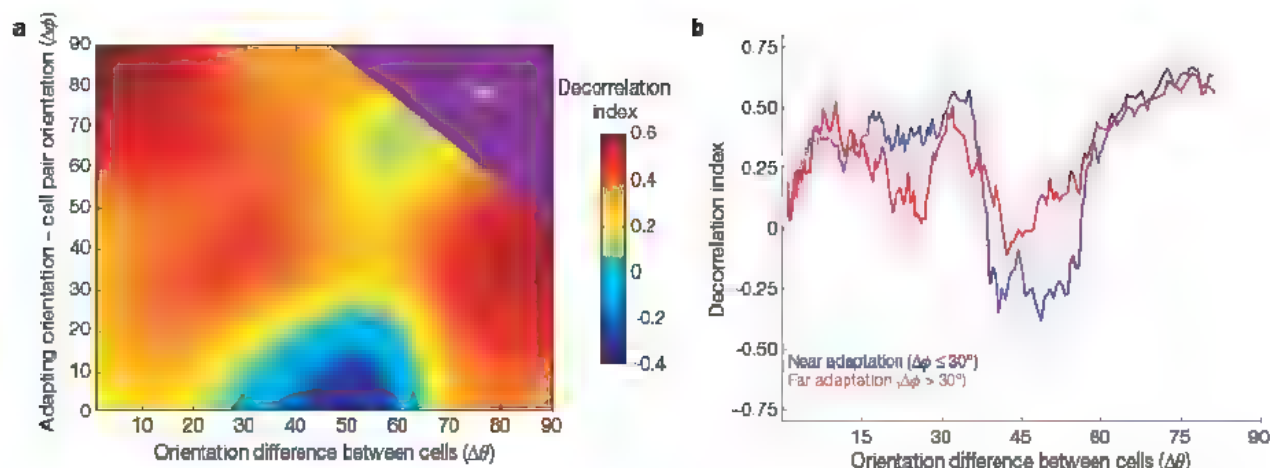 a
Adapting orientation – cell pair orientation (Δϕ)
90
80
70
60
50
40
30
20
10
0
10 20 30 40 50 60 70 80 90
Orientation difference between cells (Δθ)
Decorrelation
index
0.6
0.4
0.2
0
-0.2
-0.4
b
Decorrelation index
0.75
0.50
0.25
0
-0.25
-0.50
-0.75
Near adaptation (Δϕ ≤ 30°)
Far adaptation (Δϕ > 30°)
15 30 45 60 75 90
Orientation difference between cells (Δθ)